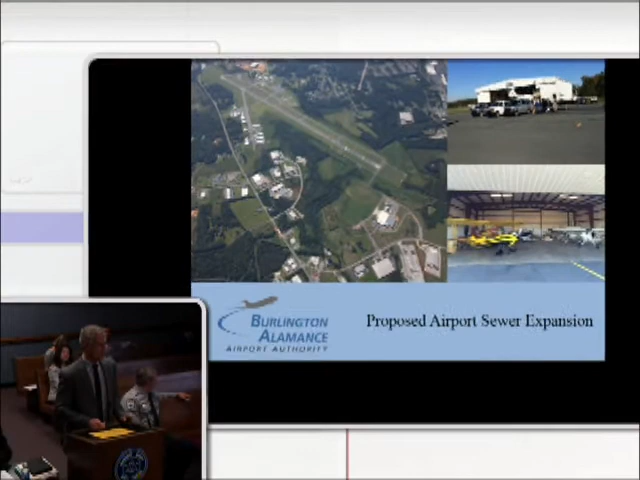 BURLINGTON
ALAMANCE
AIRPORT AUTHORITY
Proposed Airport Sewer Expansion